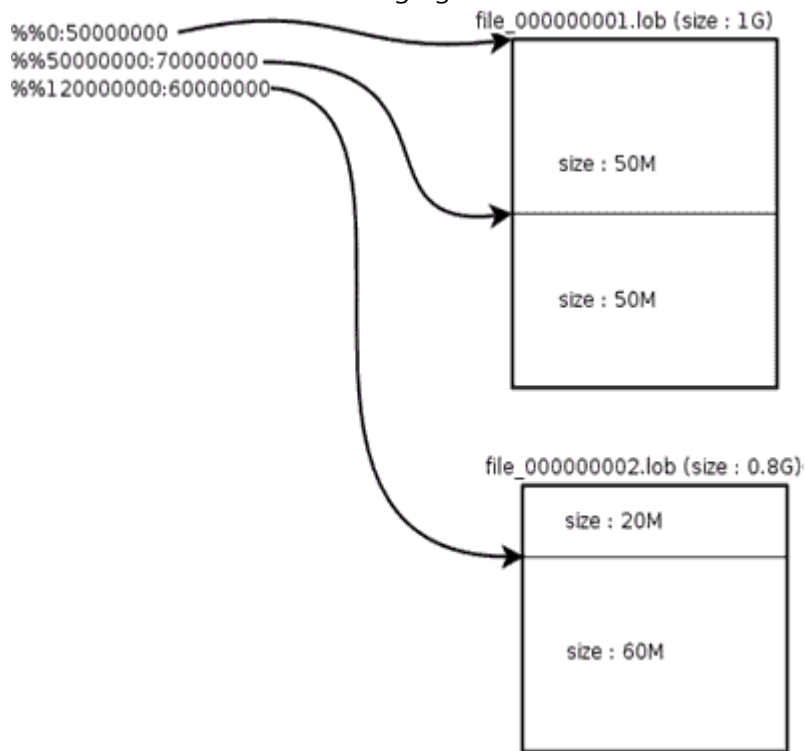 file_000000001.lob (size : 1G)
%%0:50000000
%%50000000:70000000
%%120000000:60000000
size : 50M
size : 50M
file_000000002.lob (size : 0.8G)
size : 20M
size : 60M